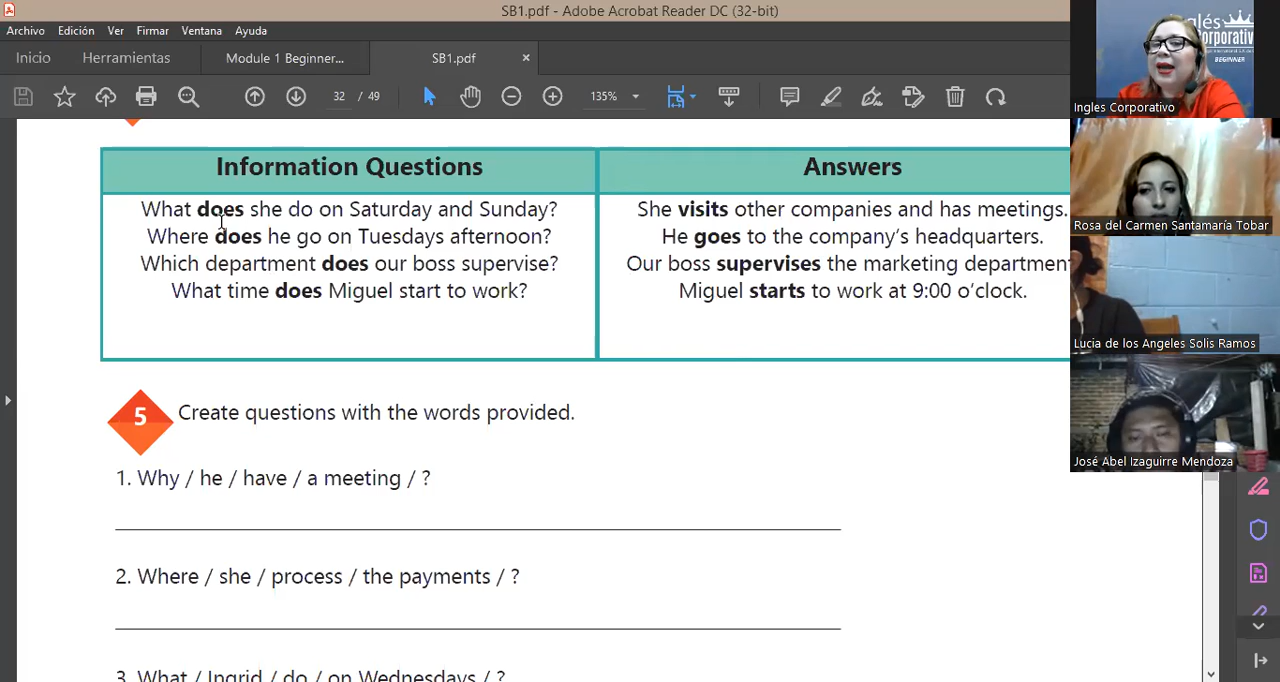 SB1.pdf - Adobe Acrobat Reader DC (32-bit)
Archivo Edición Ver Firmar Ventana Ayuda
Inicio Herramientas Module 1 Beginner... SB1.pdf ×
32 / 49 135%
Information Questions
What does she do on Saturday and Sunday?
Where does he go on Tuesdays afternoon?
Which department does our boss supervise?
What time does Miguel start to work?
Answers
She visits other companies and has meetings.
He goes to the company's headquarters.
Our boss supervises the marketing department
Miguel starts to work at 9:00 o'clock.
5 Create questions with the words provided.
1. Why / he / have / a meeting / ?
2. Where / she / process / the payments / ?
3. What / Ingrid / do / on Wednesdays / ?
Inglés
Corporativo
BEGINNER
Ingles Corporativo
Rosa del Carmen Santamaría Tobar
Lucia de los Angeles Solis Ramos
José Abel Izaguirre Mendoza